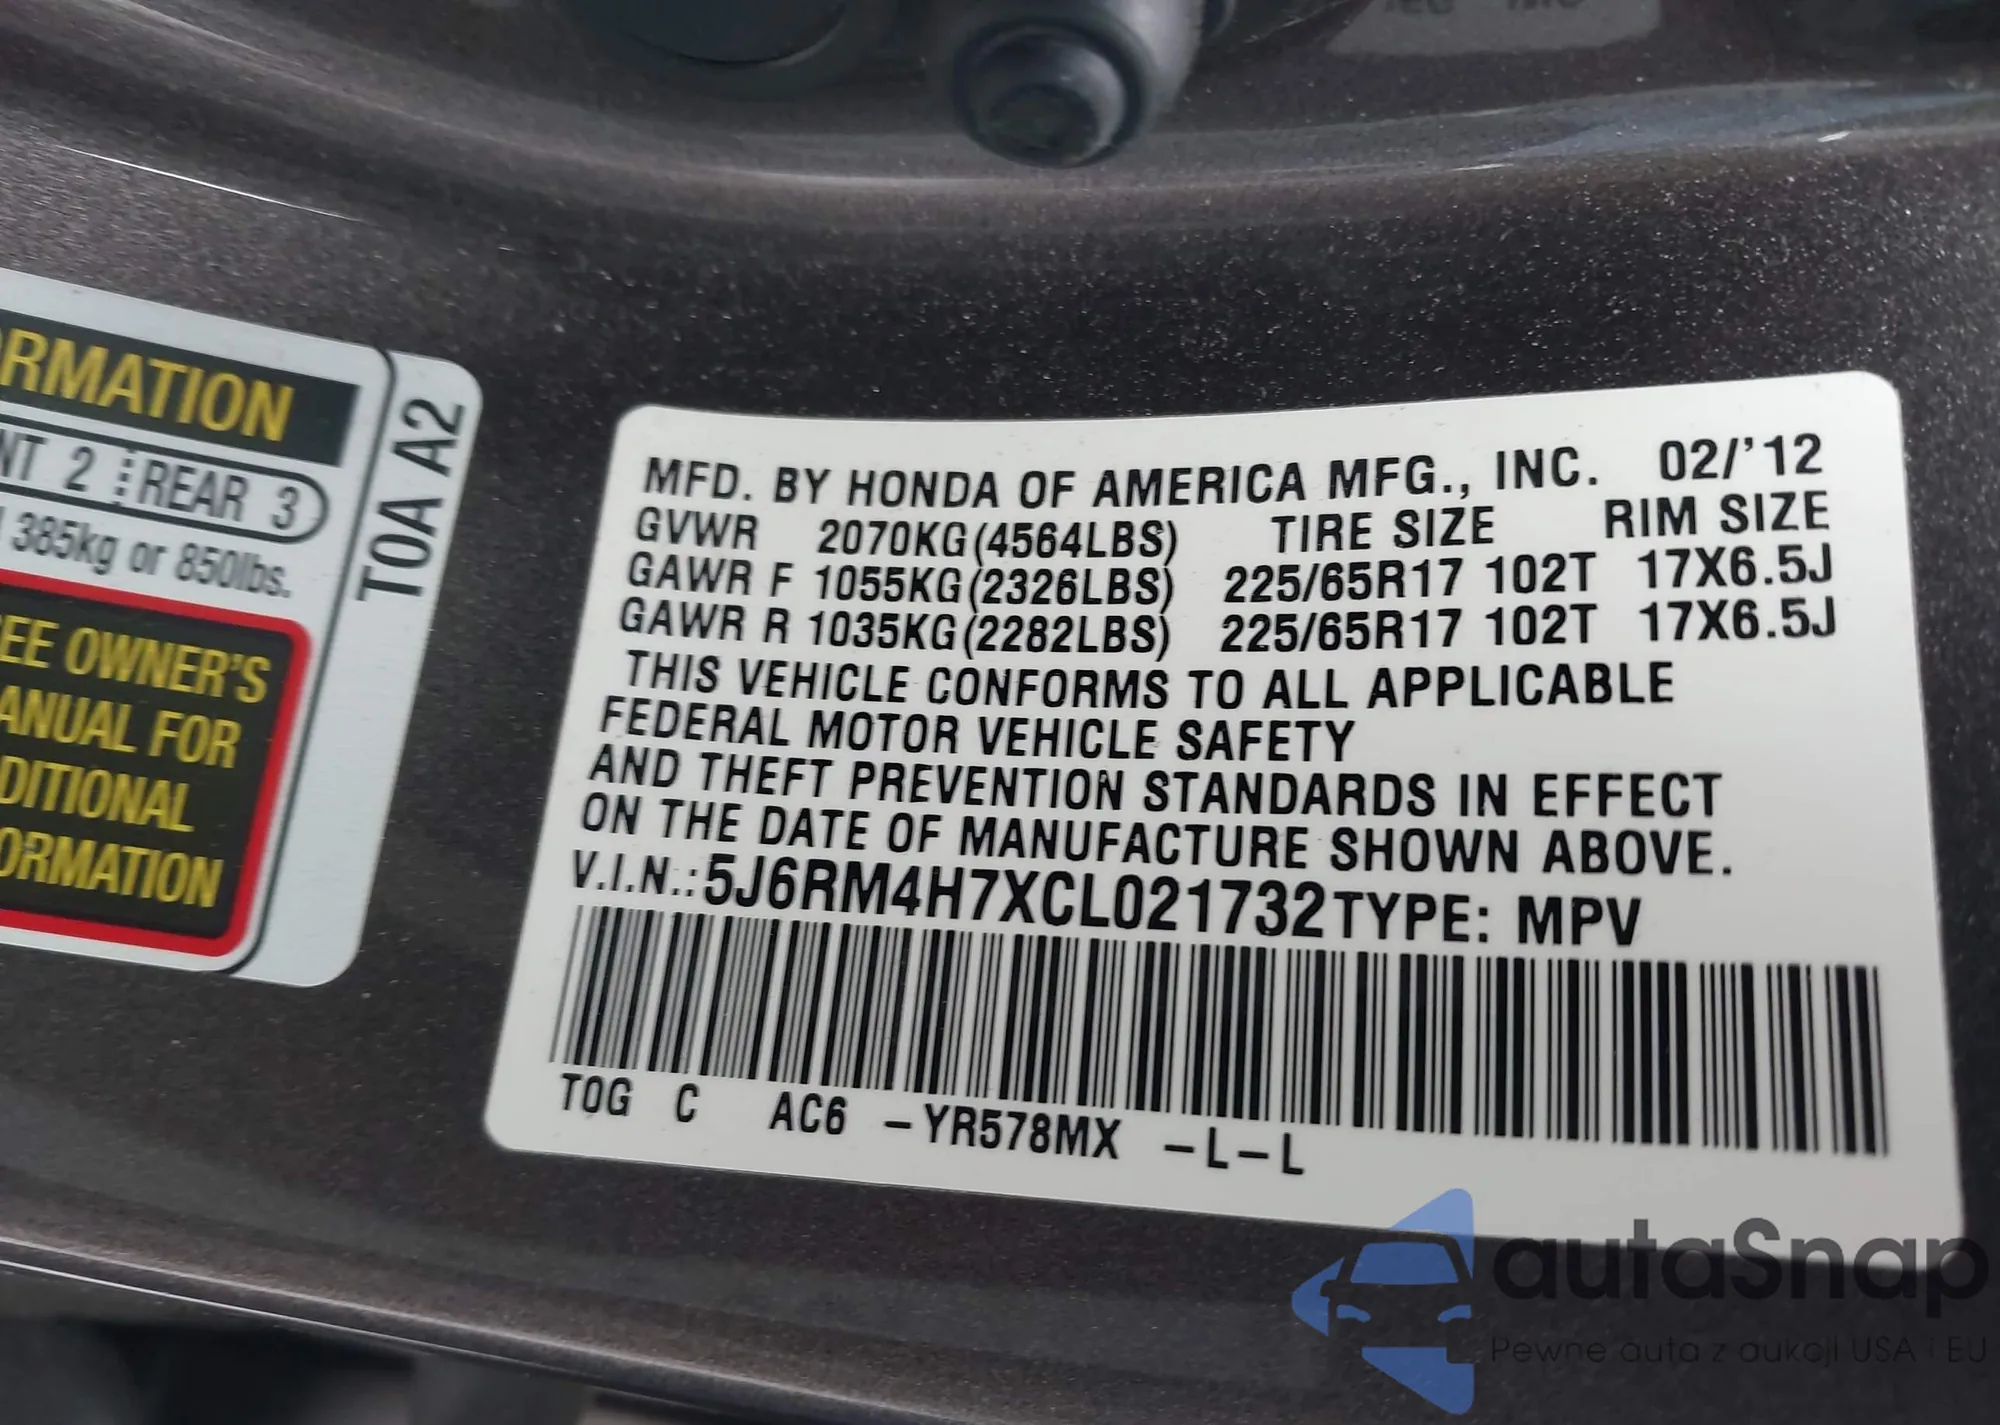 ORMATION
NT 2 REAR 3
385kg or 850lbs.
EE OWNER'S
ANUAL FOR
DITIONAL
ORMATION
T0A A2
MFD. BY HONDA OF AMERICA MFG., INC. 02/'12
GVWR 2070KG(4564LBS) TIRE SIZE RIM SIZE
GAWR F 1055KG(2326LBS) 225/65R17 102T 17X6.5J
GAWR R 1035KG(2282LBS) 225/65R17 102T 17X6.5J
THIS VEHICLE CONFORMS TO ALL APPLICABLE
FEDERAL MOTOR VEHICLE SAFETY
AND THEFT PREVENTION STANDARDS IN EFFECT
ON THE DATE OF MANUFACTURE SHOWN ABOVE.
V.I.N.:5J6RM4H7XCL021732TYPE: MPV
T0G C AC6 -YR578MX -L-L
autaSnap
Pewne auta z aukcji USA i EU